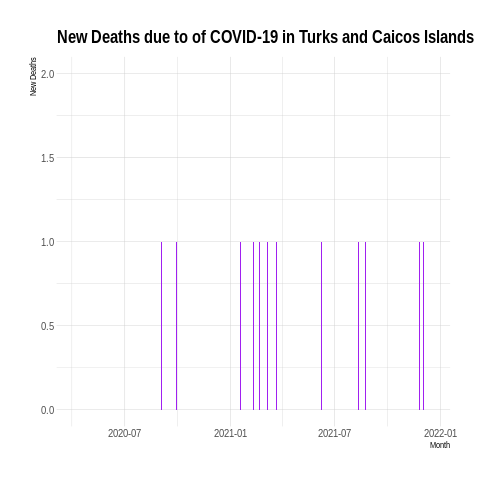 New Deaths due to of COVID-19 in Turks and Caicos Islands
New Deaths
2.0
1.5
1.0
0.5
0.0
2020-07 2021-01 2021-07 2022-01
Month